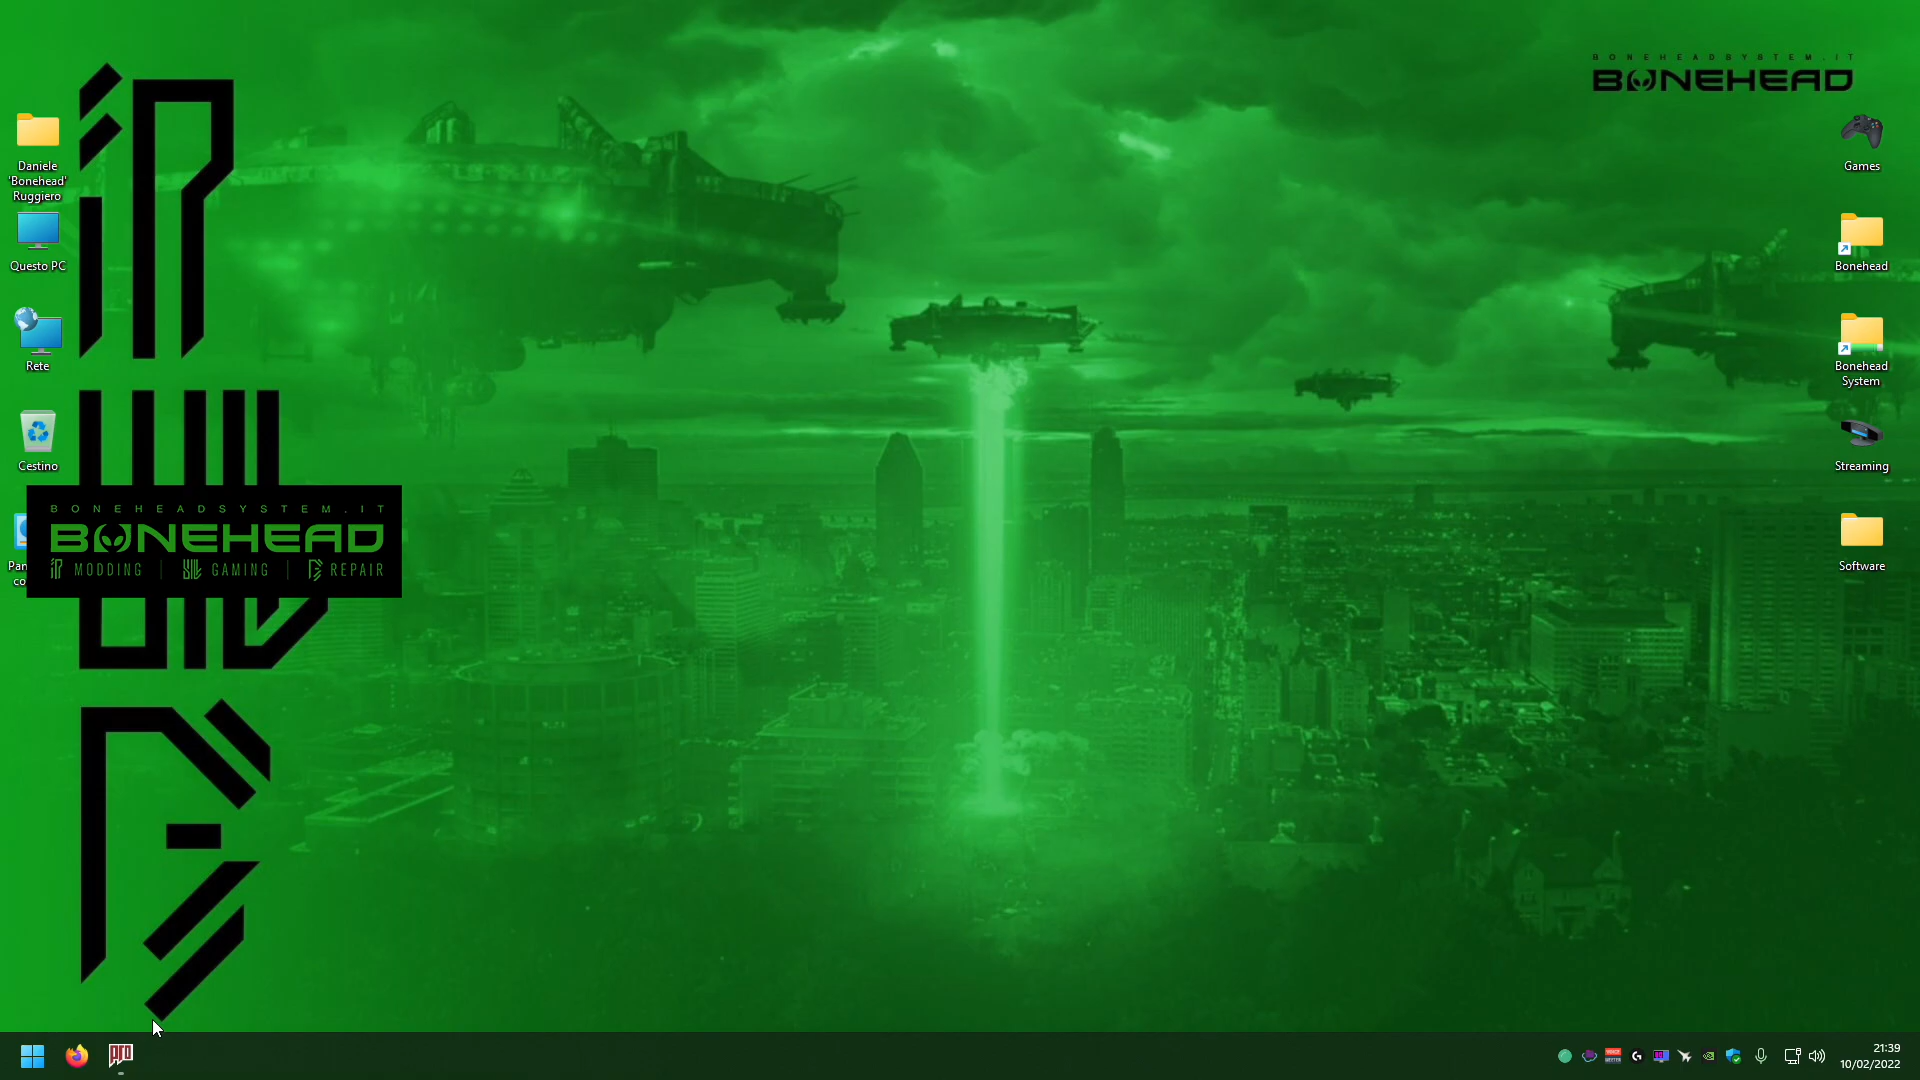 BONEHEADSYSTEM.IT
BONEHEAD
Daniele
'Bonehead'
Ruggiero
Questo PC
Rete
Cestino
BONEHEADSYSTEM.IT
BONEHEAD
MODDING | GAMING | REPAIR
Games
Bonehead
Bonehead
System
Streaming
Software
pro
21:39
10/02/2022